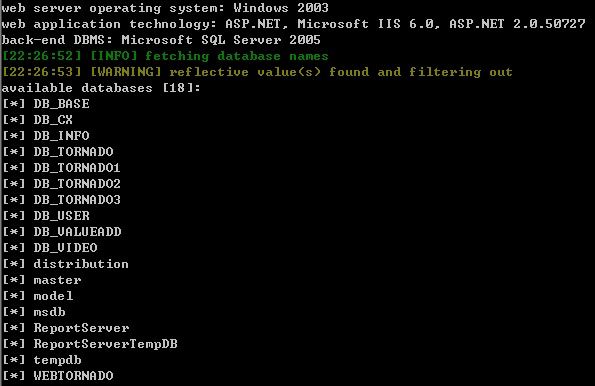 web server operating system: Windows 2003
web application technology: ASP.NET, Microsoft IIS 6.0, ASP.NET 2.0.50727
back-end DBMS: Microsoft SQL Server 2005
[22:26:52] [INFO] fetching database names
[22:26:53] [WARNING] reflective value(s) found and filtering out
available databases [18]:
[*] DB_BASE
[*] DB_CX
[*] DB_INFO
[*] DB_TORNADO
[*] DB_TORNADO1
[*] DB_TORNADO2
[*] DB_TORNADO3
[*] DB_USER
[*] DB_VALUEADD
[*] DB_VIDEO
[*] distribution
[*] master
[*] model
[*] msdb
[*] ReportServer
[*] ReportServerTempDB
[*] tempdb
[*] WEBTORNADO